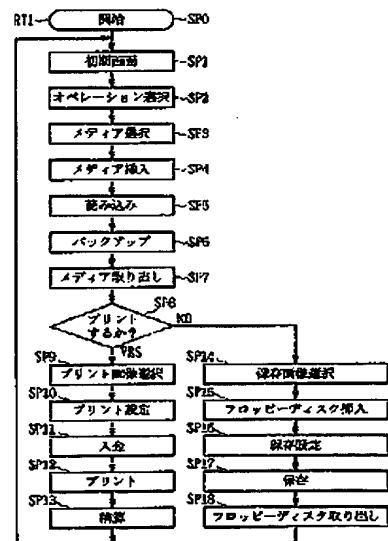 RT1
開始 SP0
初期画面 SP1
オペレーション選択 SP2
メディア選択 SP3
メディア挿入 SP4
読み込み SP5
バックアップ SP6
メディア取り出し SP7
プリントするか? SP8
YES
NO
SP9
プリント画像選択
SP10
プリント設定
SP11
入金
SP12
プリント
SP13
精算
SP14
保存画像選択
SP15
フロッピーディスク挿入
SP16
保存設定
SP17
保存
SP18
フロッピーディスク取り出し